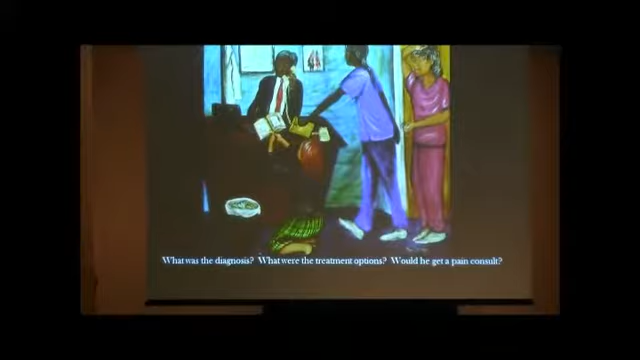 What was the diagnosis? What were the treatment options? Would he get a pain consult?